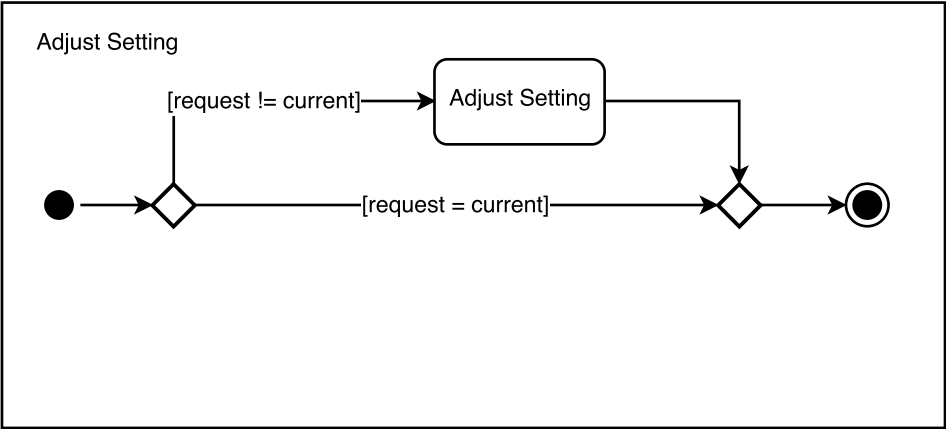 Adjust Setting
[request != current]
Adjust Setting
[request = current]